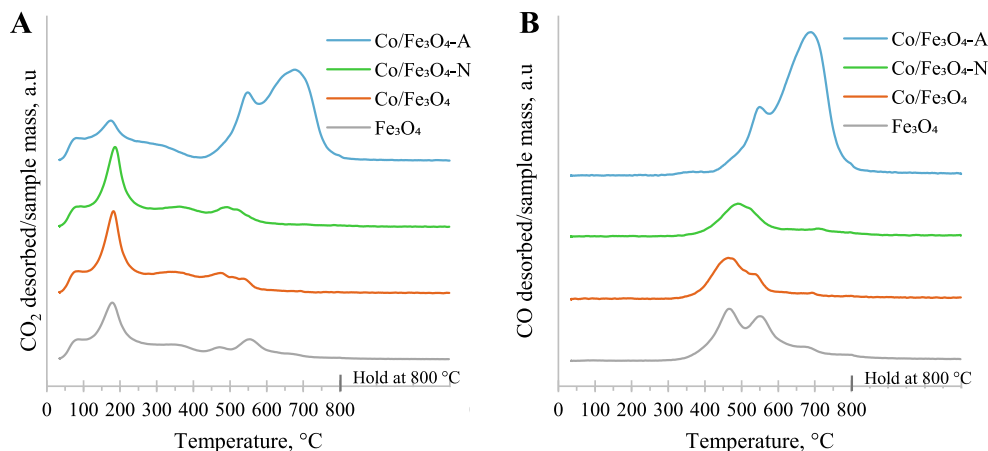 A
CO₂ desorbed/sample mass, a.u
Co/Fe₃O₄-A
Co/Fe₃O₄-N
Co/Fe₃O₄
Fe₃O₄
Hold at 800 °C
0 100 200 300 400 500 600 700 800
Temperature, °C
B
CO desorbed/sample mass, a.u
Co/Fe₃O₄-A
Co/Fe₃O₄-N
Co/Fe₃O₄
Fe₃O₄
Hold at 800 °C
0 100 200 300 400 500 600 700 800
Temperature, °C